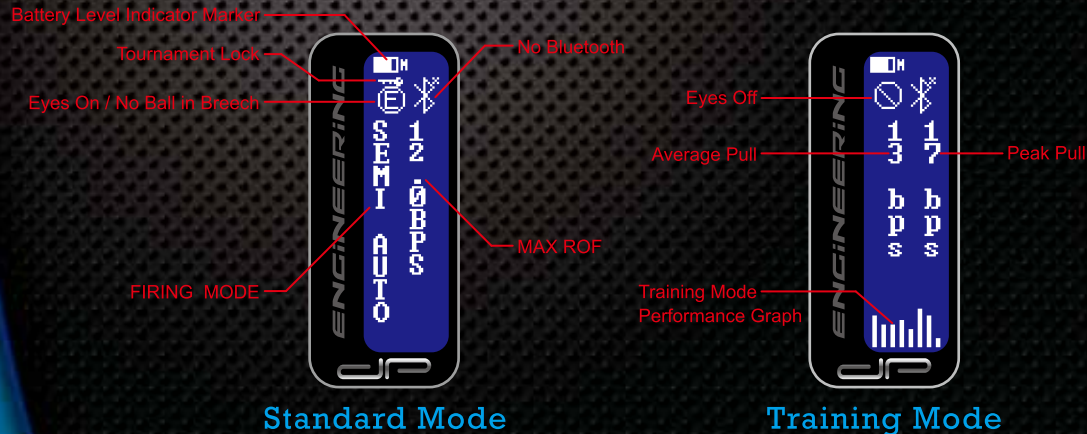 Battery Level Indicator Marker
Tournament Lock
No Bluetooth
Eyes On / No Ball in Breech
FIRING MODE
MAX ROF
M
E
SEMI AUTO
12.0BPS
ENGINEERING
dp
Standard Mode
Eyes Off
Average Pull
Peak Pull
Training Mode
Performance Graph
M
13 bps
17 bps
ENGINEERING
dp
Training Mode